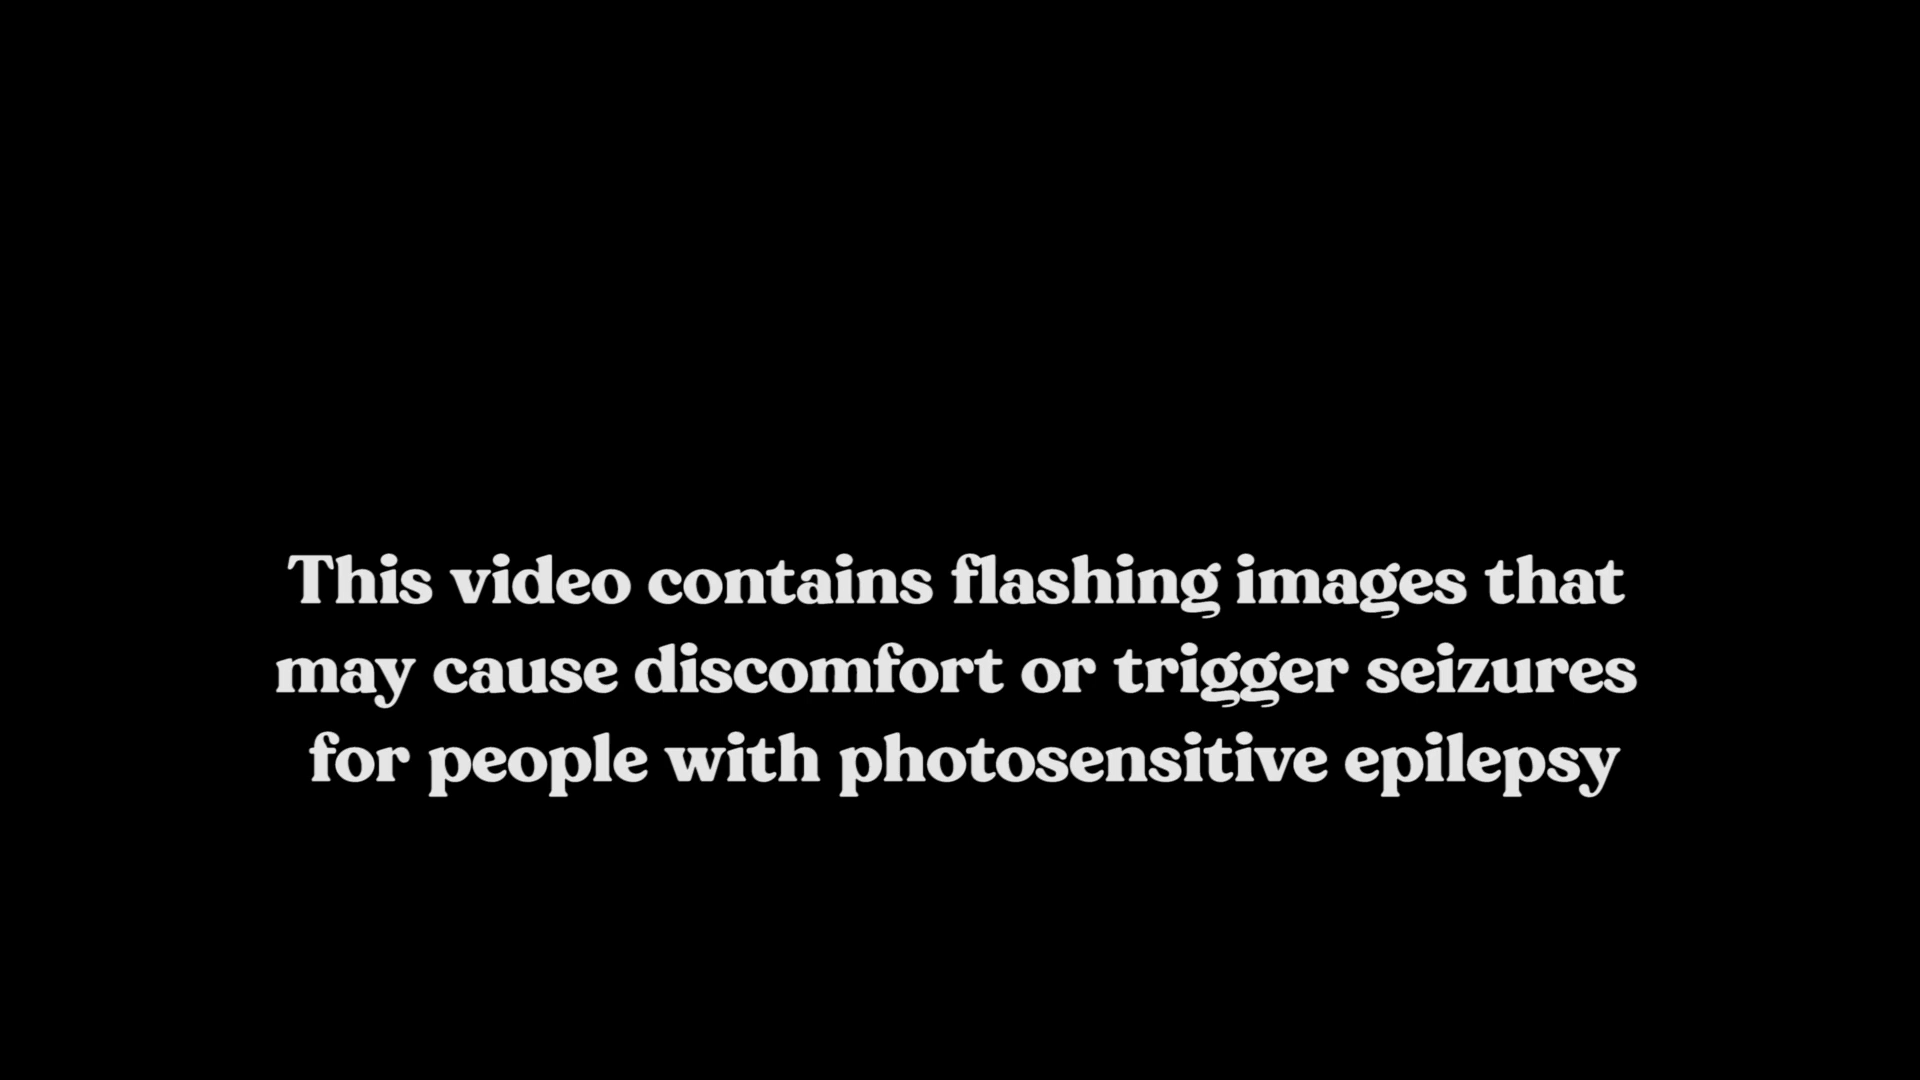 This video contains flashing images that
may cause discomfort or trigger seizures
for people with photosensitive epilepsy